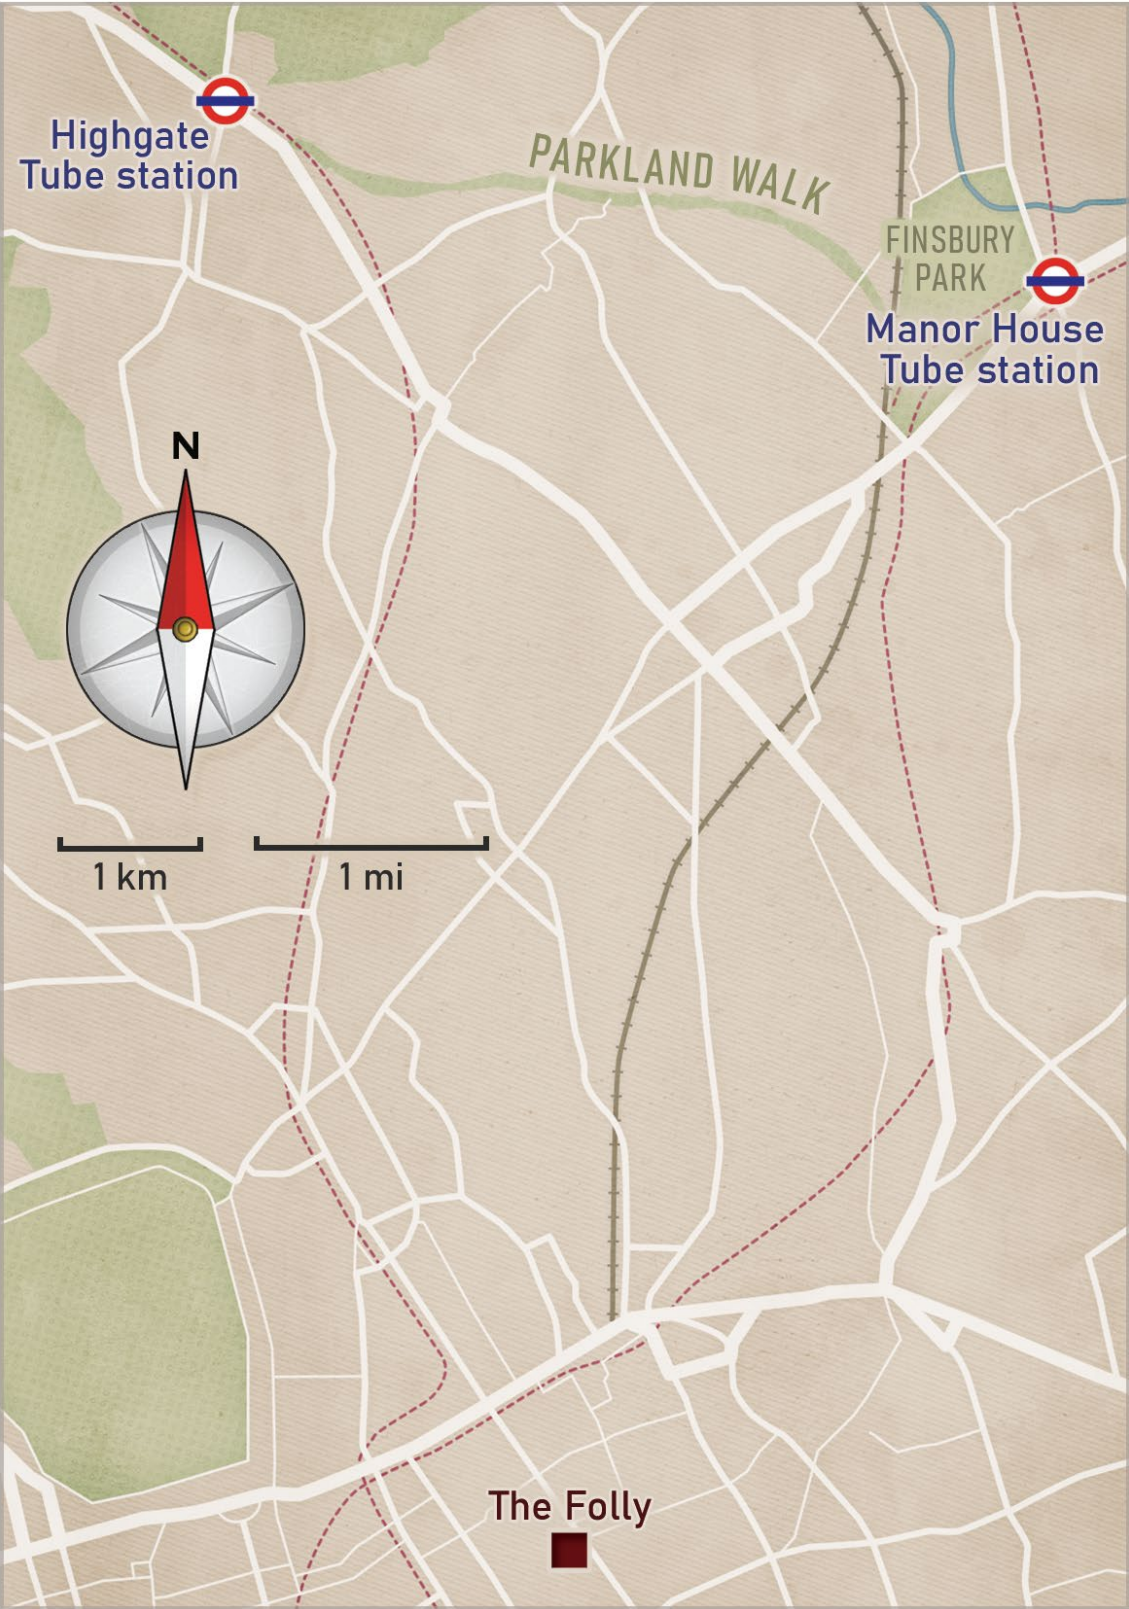 Highgate
Tube station
PARKLAND WALK
FINSBURY
PARK
Manor House
Tube station
N
1 km
1 mi
The Folly